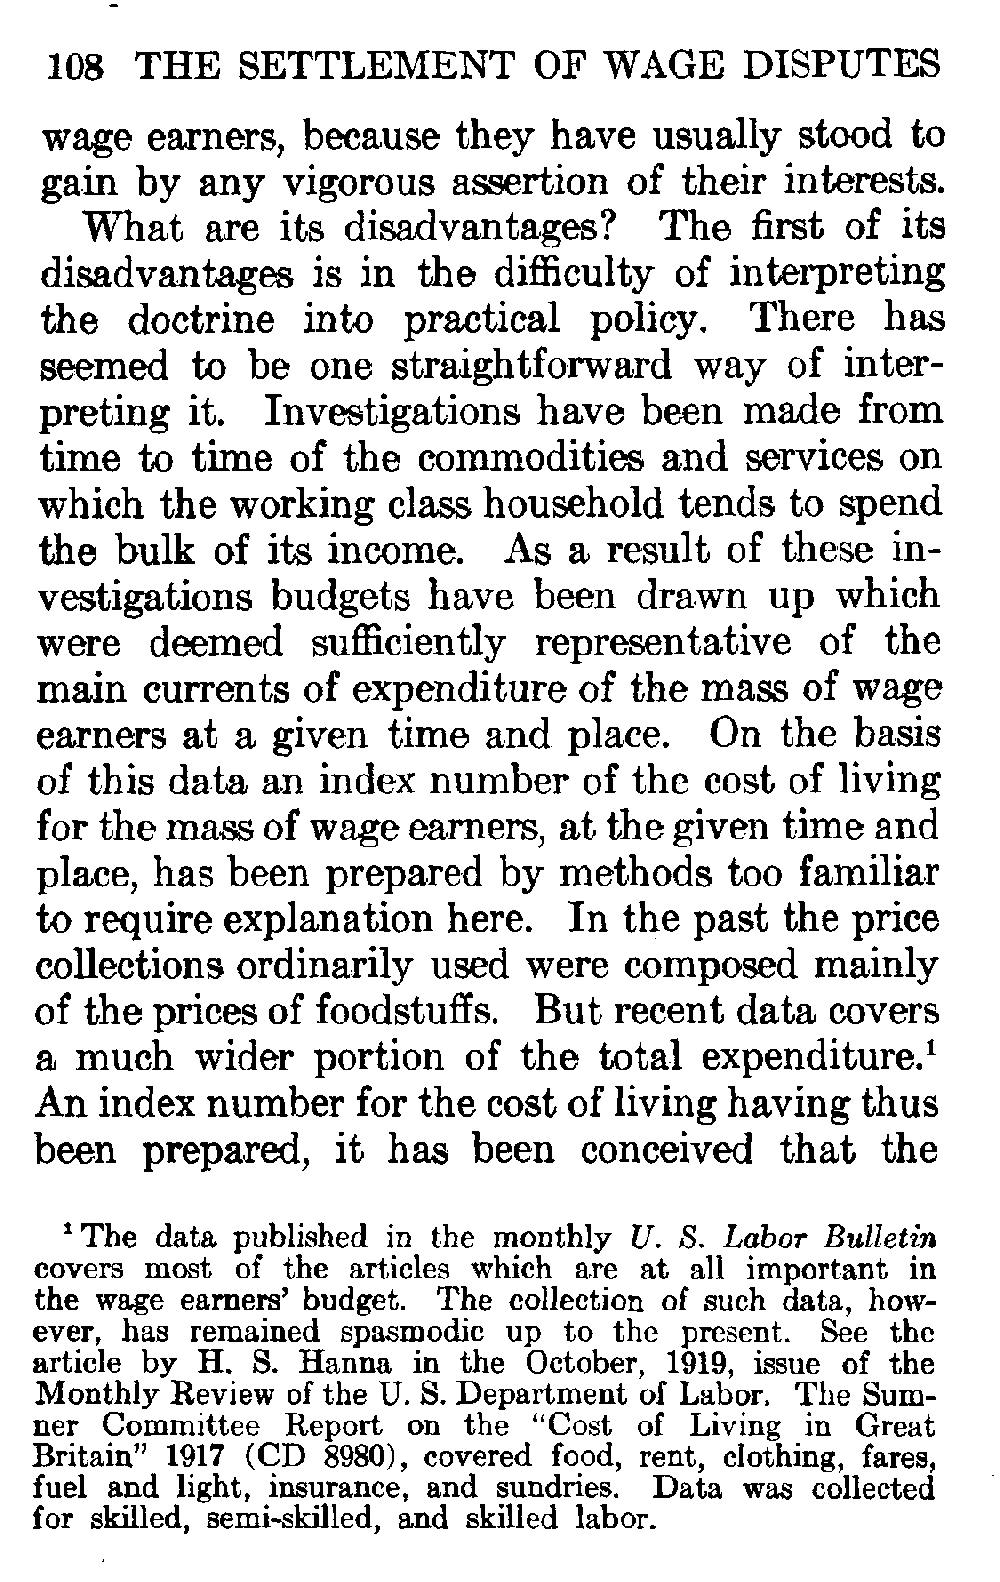 108 THE SETTLEMENT OF WAGE DISPUTES
wage earners, because they have usually stood to
gain by any vigorous assertion of their interests.
What are its disadvantages? The first of its
disadvantages is in the difficulty of interpreting
the doctrine into practical policy. There has
seemed to be one straightforward way of inter-
preting it. Investigations have been made from
time to time of the commodities and services on
which the working class household tends to spend
the bulk of its income. As a result of these in-
vestigations budgets have been drawn up which
were deemed sufficiently representative of the
main currents of expenditure of the mass of wage
earners at a given time and place. On the basis
of this data an index number of the cost of living
for the mass of wage earners, at the given time and
place, has been prepared by methods too familiar
to require explanation here. In the past the price
collections ordinarily used were composed mainly
of the prices of foodstuffs. But recent data covers
a much wider portion of the total expenditure.¹
An index number for the cost of living having thus
been prepared, it has been conceived that the
¹ The data published in the monthly U. S. Labor Bulletin
covers most of the articles which are at all important in
the wage earners' budget. The collection of such data, how-
ever, has remained spasmodic up to the present. See the
article by H. S. Hanna in the October, 1919, issue of the
Monthly Review of the U. S. Department of Labor. The Sum-
ner Committee Report on the "Cost of Living in Great
Britain" 1917 (CD 8980), covered food, rent, clothing, fares,
fuel and light, insurance, and sundries. Data was collected
for skilled, semi-skilled, and skilled labor.